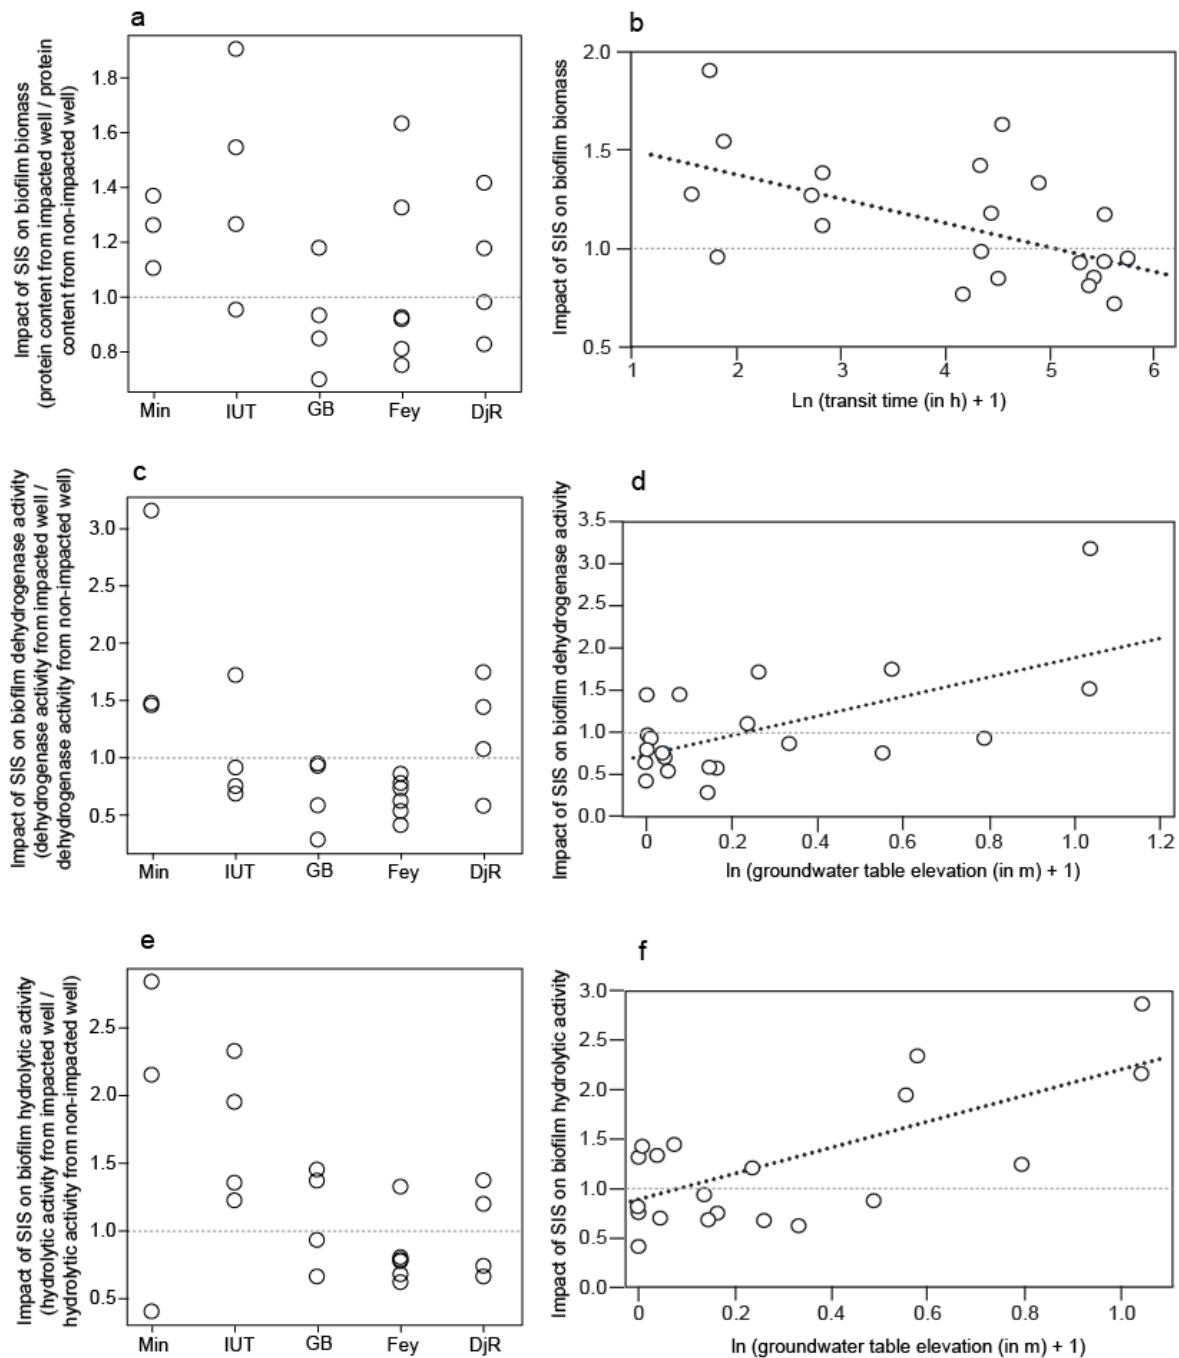 a
Impact of SIS on biofilm biomass
(protein content from impacted well / protein
content from non-impacted well)
1.8
1.6
1.4
1.2
1.0
0.8
Min IUT GB Fey DjR
b
Impact of SIS on biofilm biomass
2.0
1.5
1.0
0.5
1 2 3 4 5 6
Ln (transit time (in h) + 1)
c
Impact of SIS on biofilm dehydrogenase activity
(dehydrogenase activity from impacted well /
dehydrogenase activity from non-impacted well)
3.0
2.5
2.0
1.5
1.0
0.5
Min IUT GB Fey DjR
d
Impact of SIS on biofilm dehydrogenase activity
3.5
3.0
2.5
2.0
1.5
1.0
0.5
0.0
0 0.2 0.4 0.6 0.8 1.0 1.2
ln (groundwater table elevation (in m) + 1)
e
Impact of SIS on biofilm hydrolytic activity
(hydrolytic activity from impacted well /
hydrolytic activity from non-impacted well)
2.5
2.0
1.5
1.0
0.5
Min IUT GB Fey DjR
f
Impact of SIS on biofilm hydrolytic activity
3.0
2.5
2.0
1.5
1.0
0.5
0.0
0 0.2 0.4 0.6 0.8 1.0
ln (groundwater table elevation (in m) + 1)